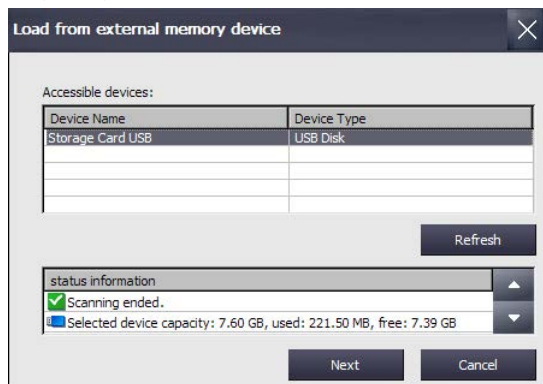 Load from external memory device
Accessible devices:
Device Name Device Type
Storage Card USB USB Disk
Refresh
status information
Scanning ended.
Selected device capacity: 7.60 GB, used: 221.50 MB, free: 7.39 GB
Next Cancel